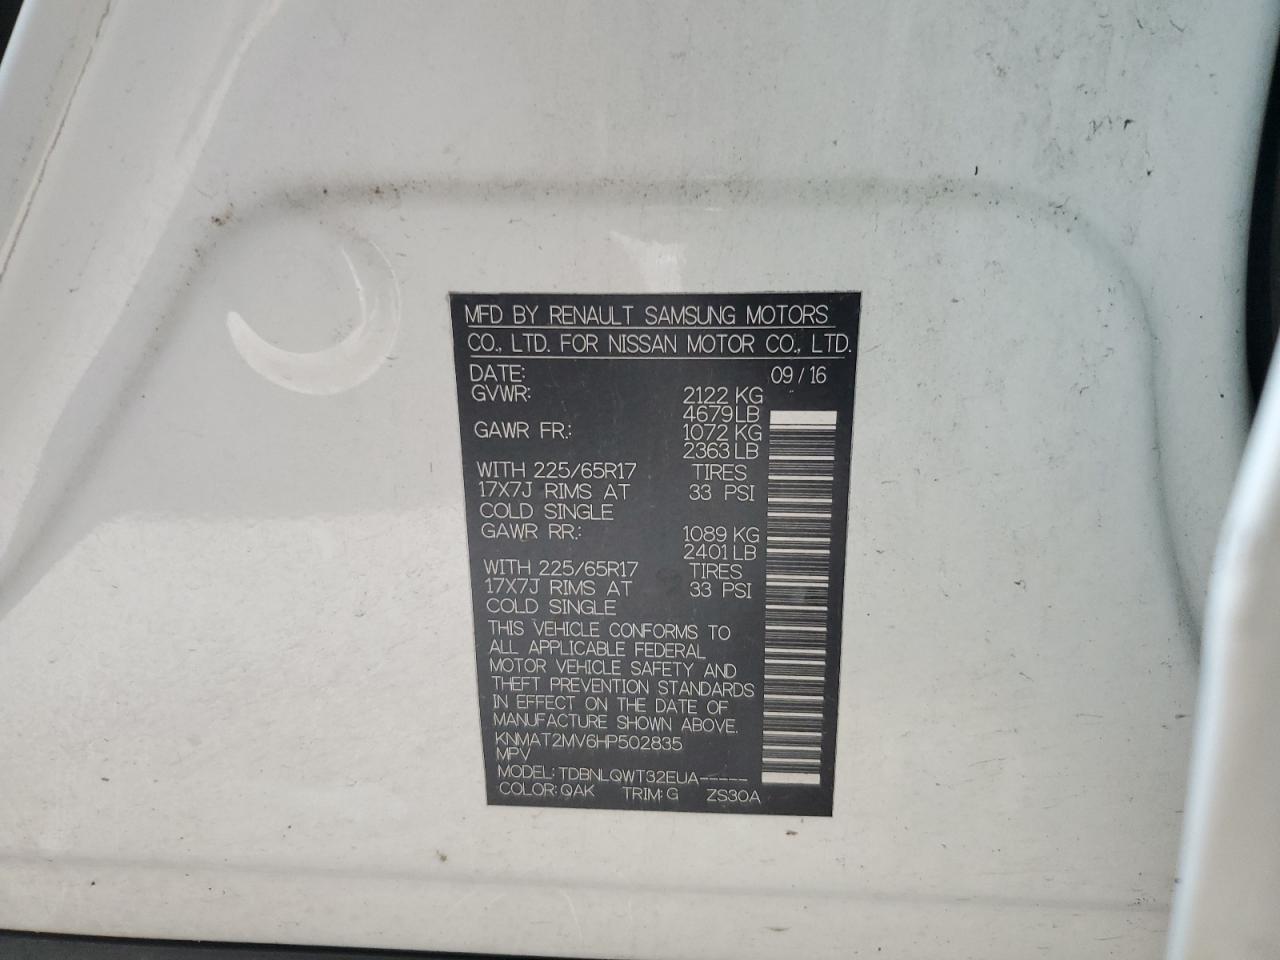 MFD BY RENAULT SAMSUNG MOTORS
CO., LTD. FOR NISSAN MOTOR CO., LTD.
DATE: 09 / 16
GVWR: 2122 KG
4679 LB
GAWR FR.: 1072 KG
2363 LB
WITH 225/65R17 TIRES
17X7J RIMS AT 33 PSI
COLD SINGLE
GAWR RR.: 1089 KG
2401 LB
WITH 225/65R17 TIRES
17X7J RIMS AT 33 PSI
COLD SINGLE
THIS VEHICLE CONFORMS TO
ALL APPLICABLE FEDERAL
MOTOR VEHICLE SAFETY AND
THEFT PREVENTION STANDARDS
IN EFFECT ON THE DATE OF
MANUFACTURE SHOWN ABOVE.
KNMAT2MV6HP502835
MPV
MODEL: TDBNLQWT32EUA-----
COLOR: QAK TRIM: G ZS30A